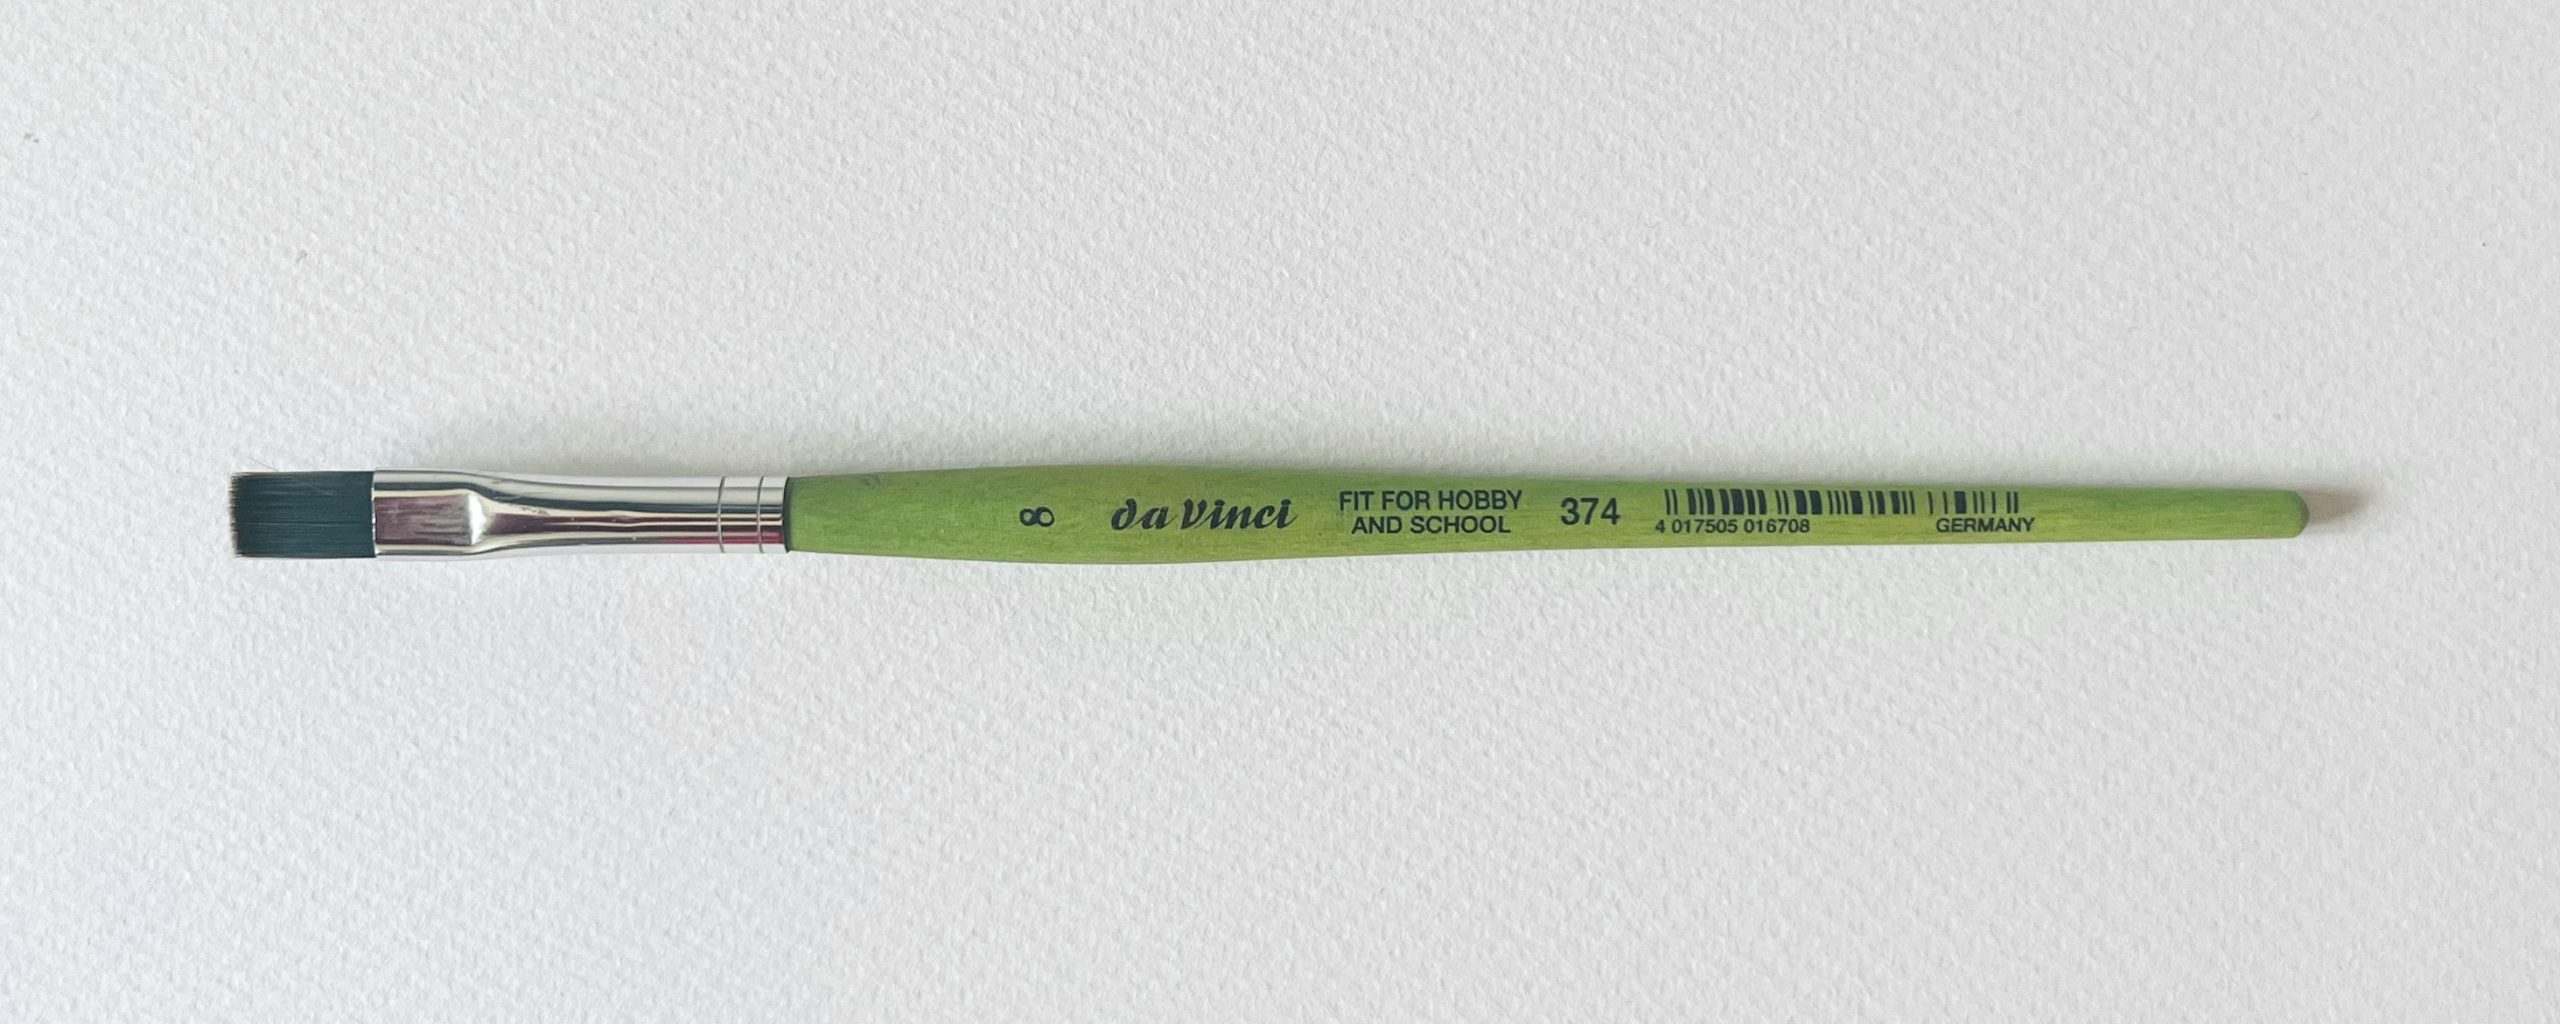 8
da Vinci
FIT FOR HOBBY
AND SCHOOL
374
4 017505 016708
GERMANY